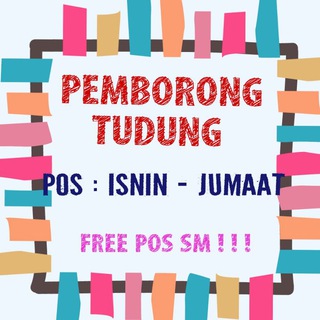 PEMBORONG
TUDUNG
POS : ISNIN - JUMAAT
FREE POS SM ! ! !